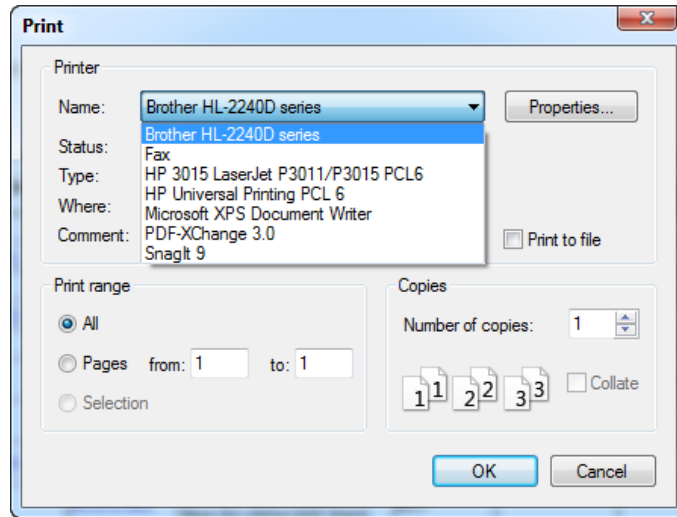 Print
Printer
Name: Brother HL-2240D series Properties...
Brother HL-2240D series
Status:
Fax
Type: HP 3015 LaserJet P3011/P3015 PCL6
HP Universal Printing PCL 6
Where: Microsoft XPS Document Writer
Comment: PDF-XChange 3.0 Print to file
SnagIt 9
Print range
All
Pages from: 1 to: 1
Selection
Copies
Number of copies: 1
1 1 2 2 3 3 Collate
OK Cancel